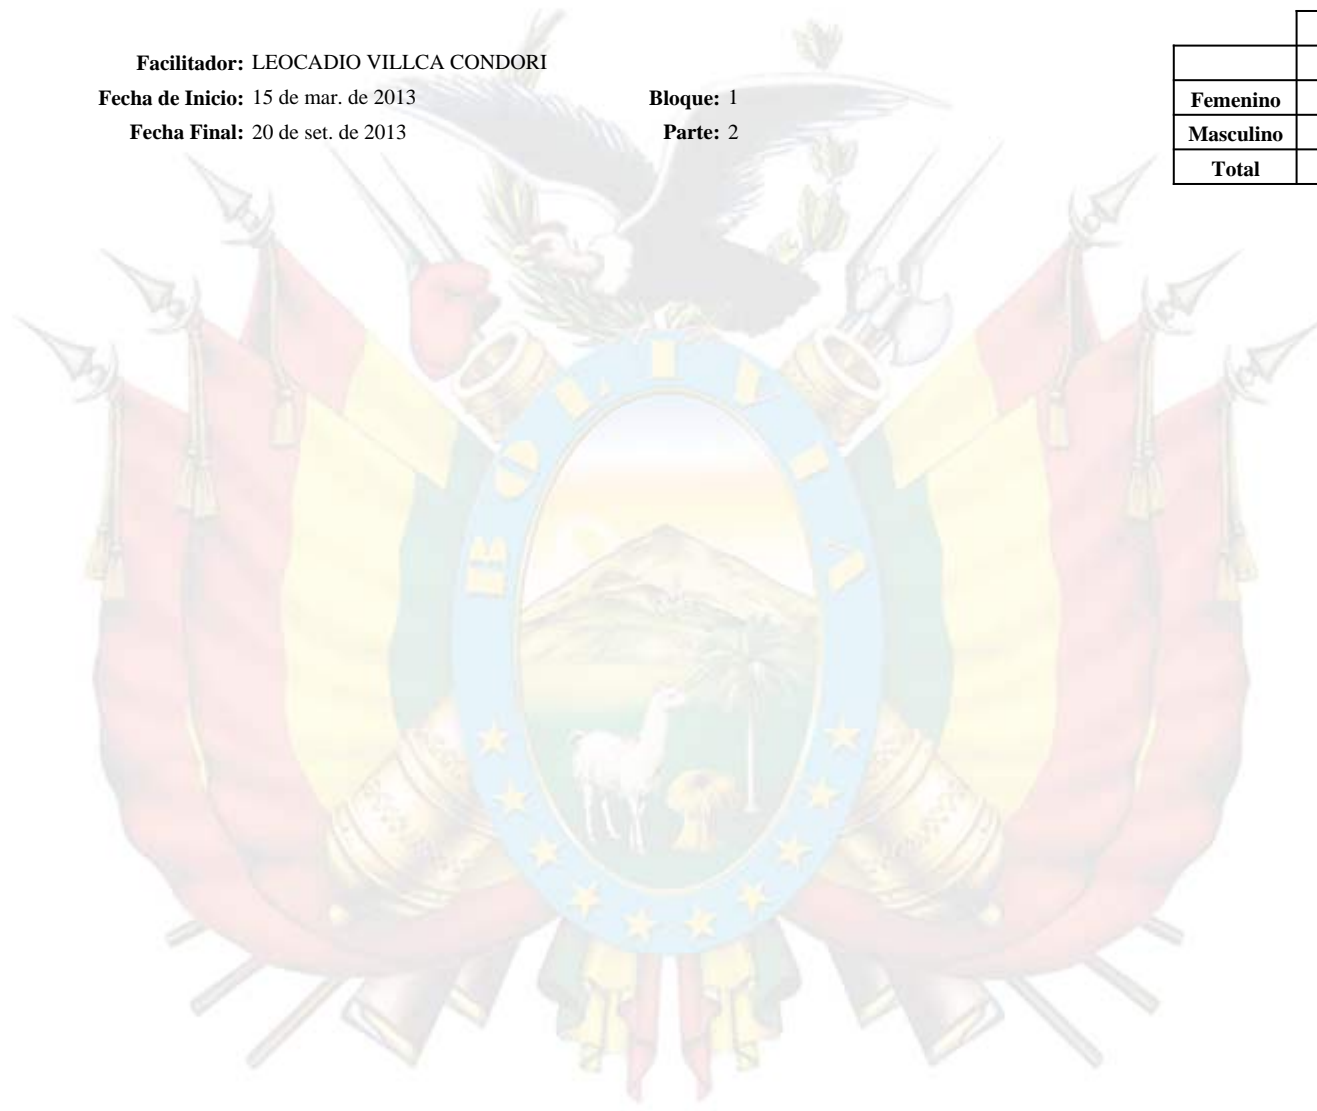 Facilitador: LEOCADIO VILLCA CONDORI
Fecha de Inicio: 15 de mar. de 2013 Bloque: 1
Fecha Final: 20 de set. de 2013 Parte: 2
Femenino
Masculino
Total
BOLIVIA